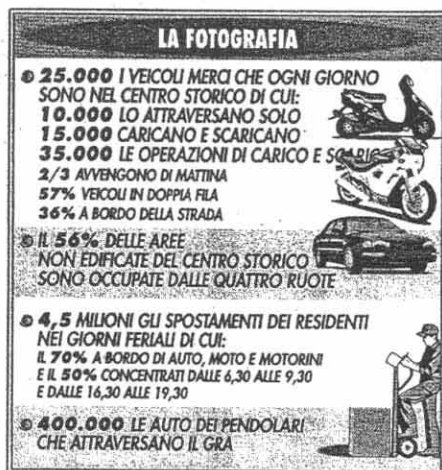 LA FOTOGRAFIA
25.000 I VEICOLI MERCI CHE OGNI GIORNO
SONO NEL CENTRO STORICO DI CUI:
10.000 LO ATTRAVERSANO SOLO
15.000 CARICANO E SCARICANO
35.000 LE OPERAZIONI DI CARICO E SCARICO
2/3 AVVENGONO DI MATTINA
57% VEICOLI IN DOPPIA FILA
36% A BORDO DELLA STRADA
IL 56% DELLE AREE
NON EDIFICATE DEL CENTRO STORICO
SONO OCCUPATE DALLE QUATTRO RUOTE
4,5 MILIONI GLI SPOSTAMENTI DEI RESIDENTI
NEI GIORNI FERIALI DI CUI:
IL 70% A BORDO DI AUTO, MOTO E MOTORINI
E IL 50% CONCENTRATI DALLE 6,30 ALLE 9,30
E DALLE 16,30 ALLE 19,30
400.000 LE AUTO DEI PENDOLARI
CHE ATTRAVERSANO IL GRA